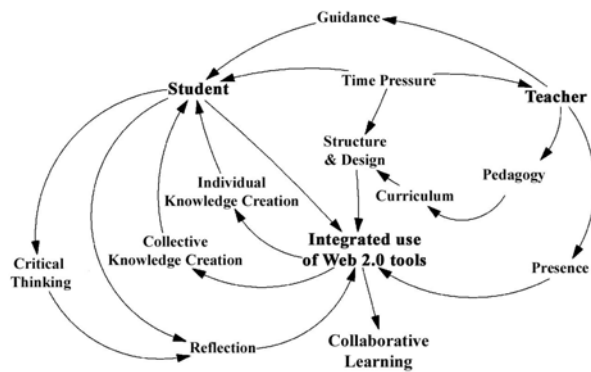 Guidance
Time Pressure
Student
Teacher
Structure
& Design
Pedagogy
Individual
Knowledge Creation
Curriculum
Collective
Knowledge Creation
Integrated use
of Web 2.0 tools
Critical
Thinking
Presence
Reflection
Collaborative
Learning